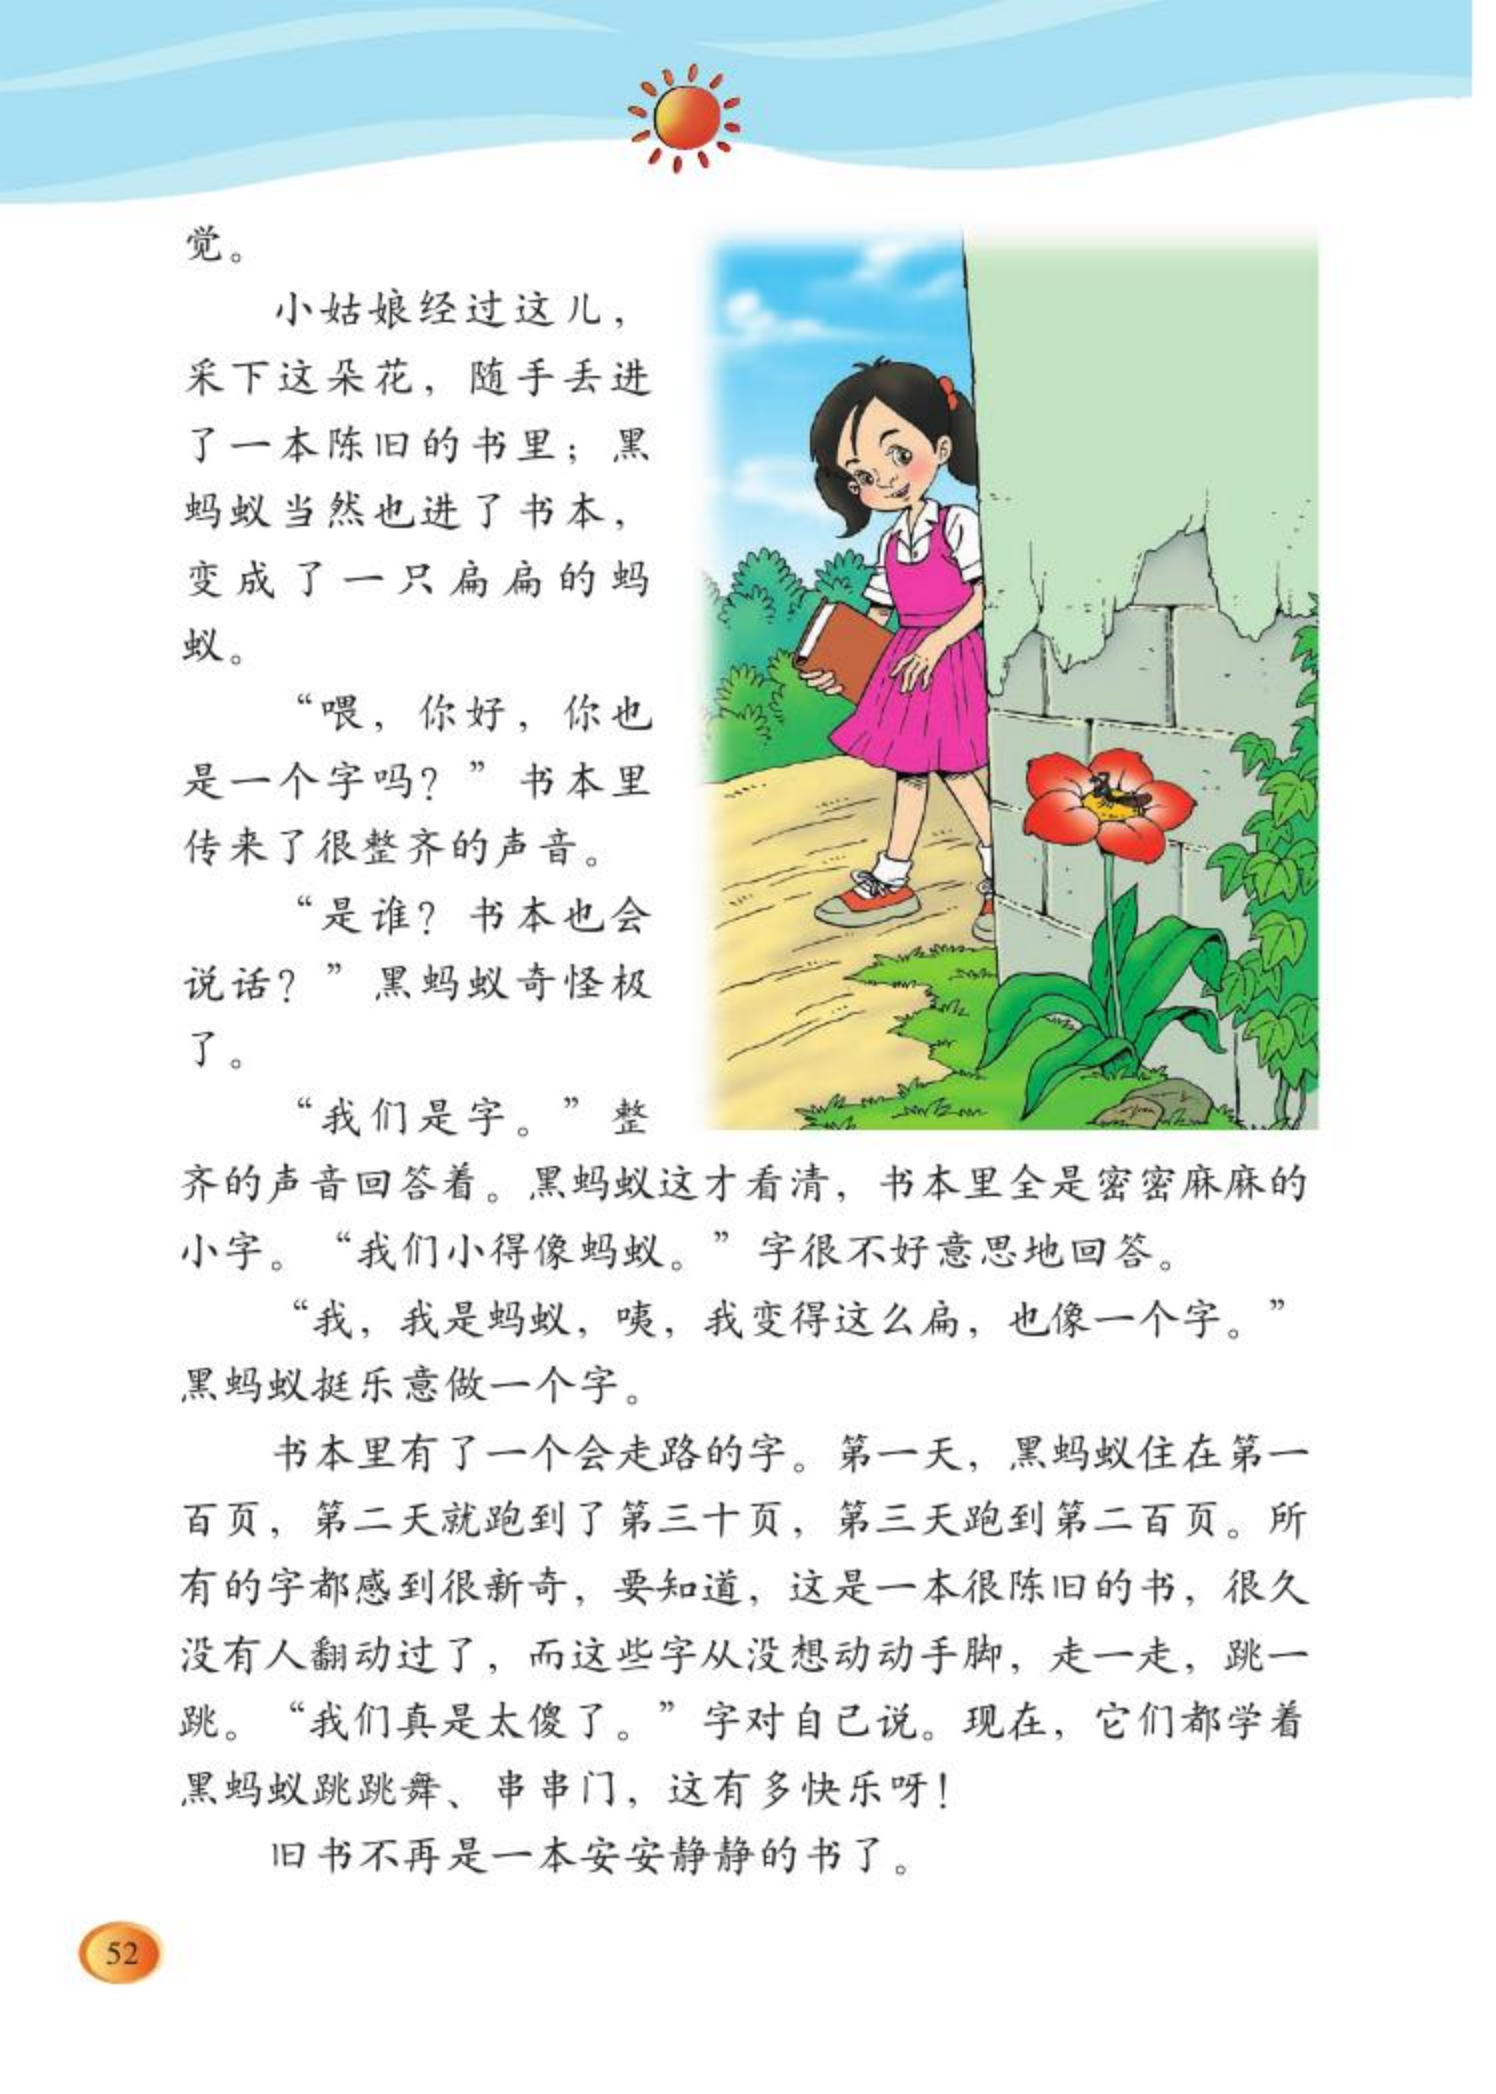 觉。
小姑娘经过这儿，
采下这朵花，随手丢进
了一本陈旧的书里；黑
蚂蚁当然也进了书本，
变成了一只扁扁的蚂
蚁。
“喂，你好，你也
是一个字吗？”书本里
传来了很整齐的声音。
“是谁？书本也会
说话？”黑蚂蚁奇怪极
了。
“我们是字。”整
齐的声音回答着。黑蚂蚁这才看清，书本里全是密密麻麻的
小字。“我们小得像蚂蚁。”字很不好意思地回答。
“我，我是蚂蚁，咦，我变得这么扁，也像一个字。”
黑蚂蚁挺乐意做一个字。
书本里有了一个会走路的字。第一天，黑蚂蚁住在第一
百页，第二天就跑到了第三十页，第三天跑到第二百页。所
有的字都感到很新奇，要知道，这是一本很陈旧的书，很久
没有人翻动过了，而这些字从没想动动手脚，走一走，跳一
跳。“我们真是太傻了。”字对自己说。现在，它们都学着
黑蚂蚁跳跳舞、串串门，这有多快乐呀！
旧书不再是一本安安静静的书了。
52